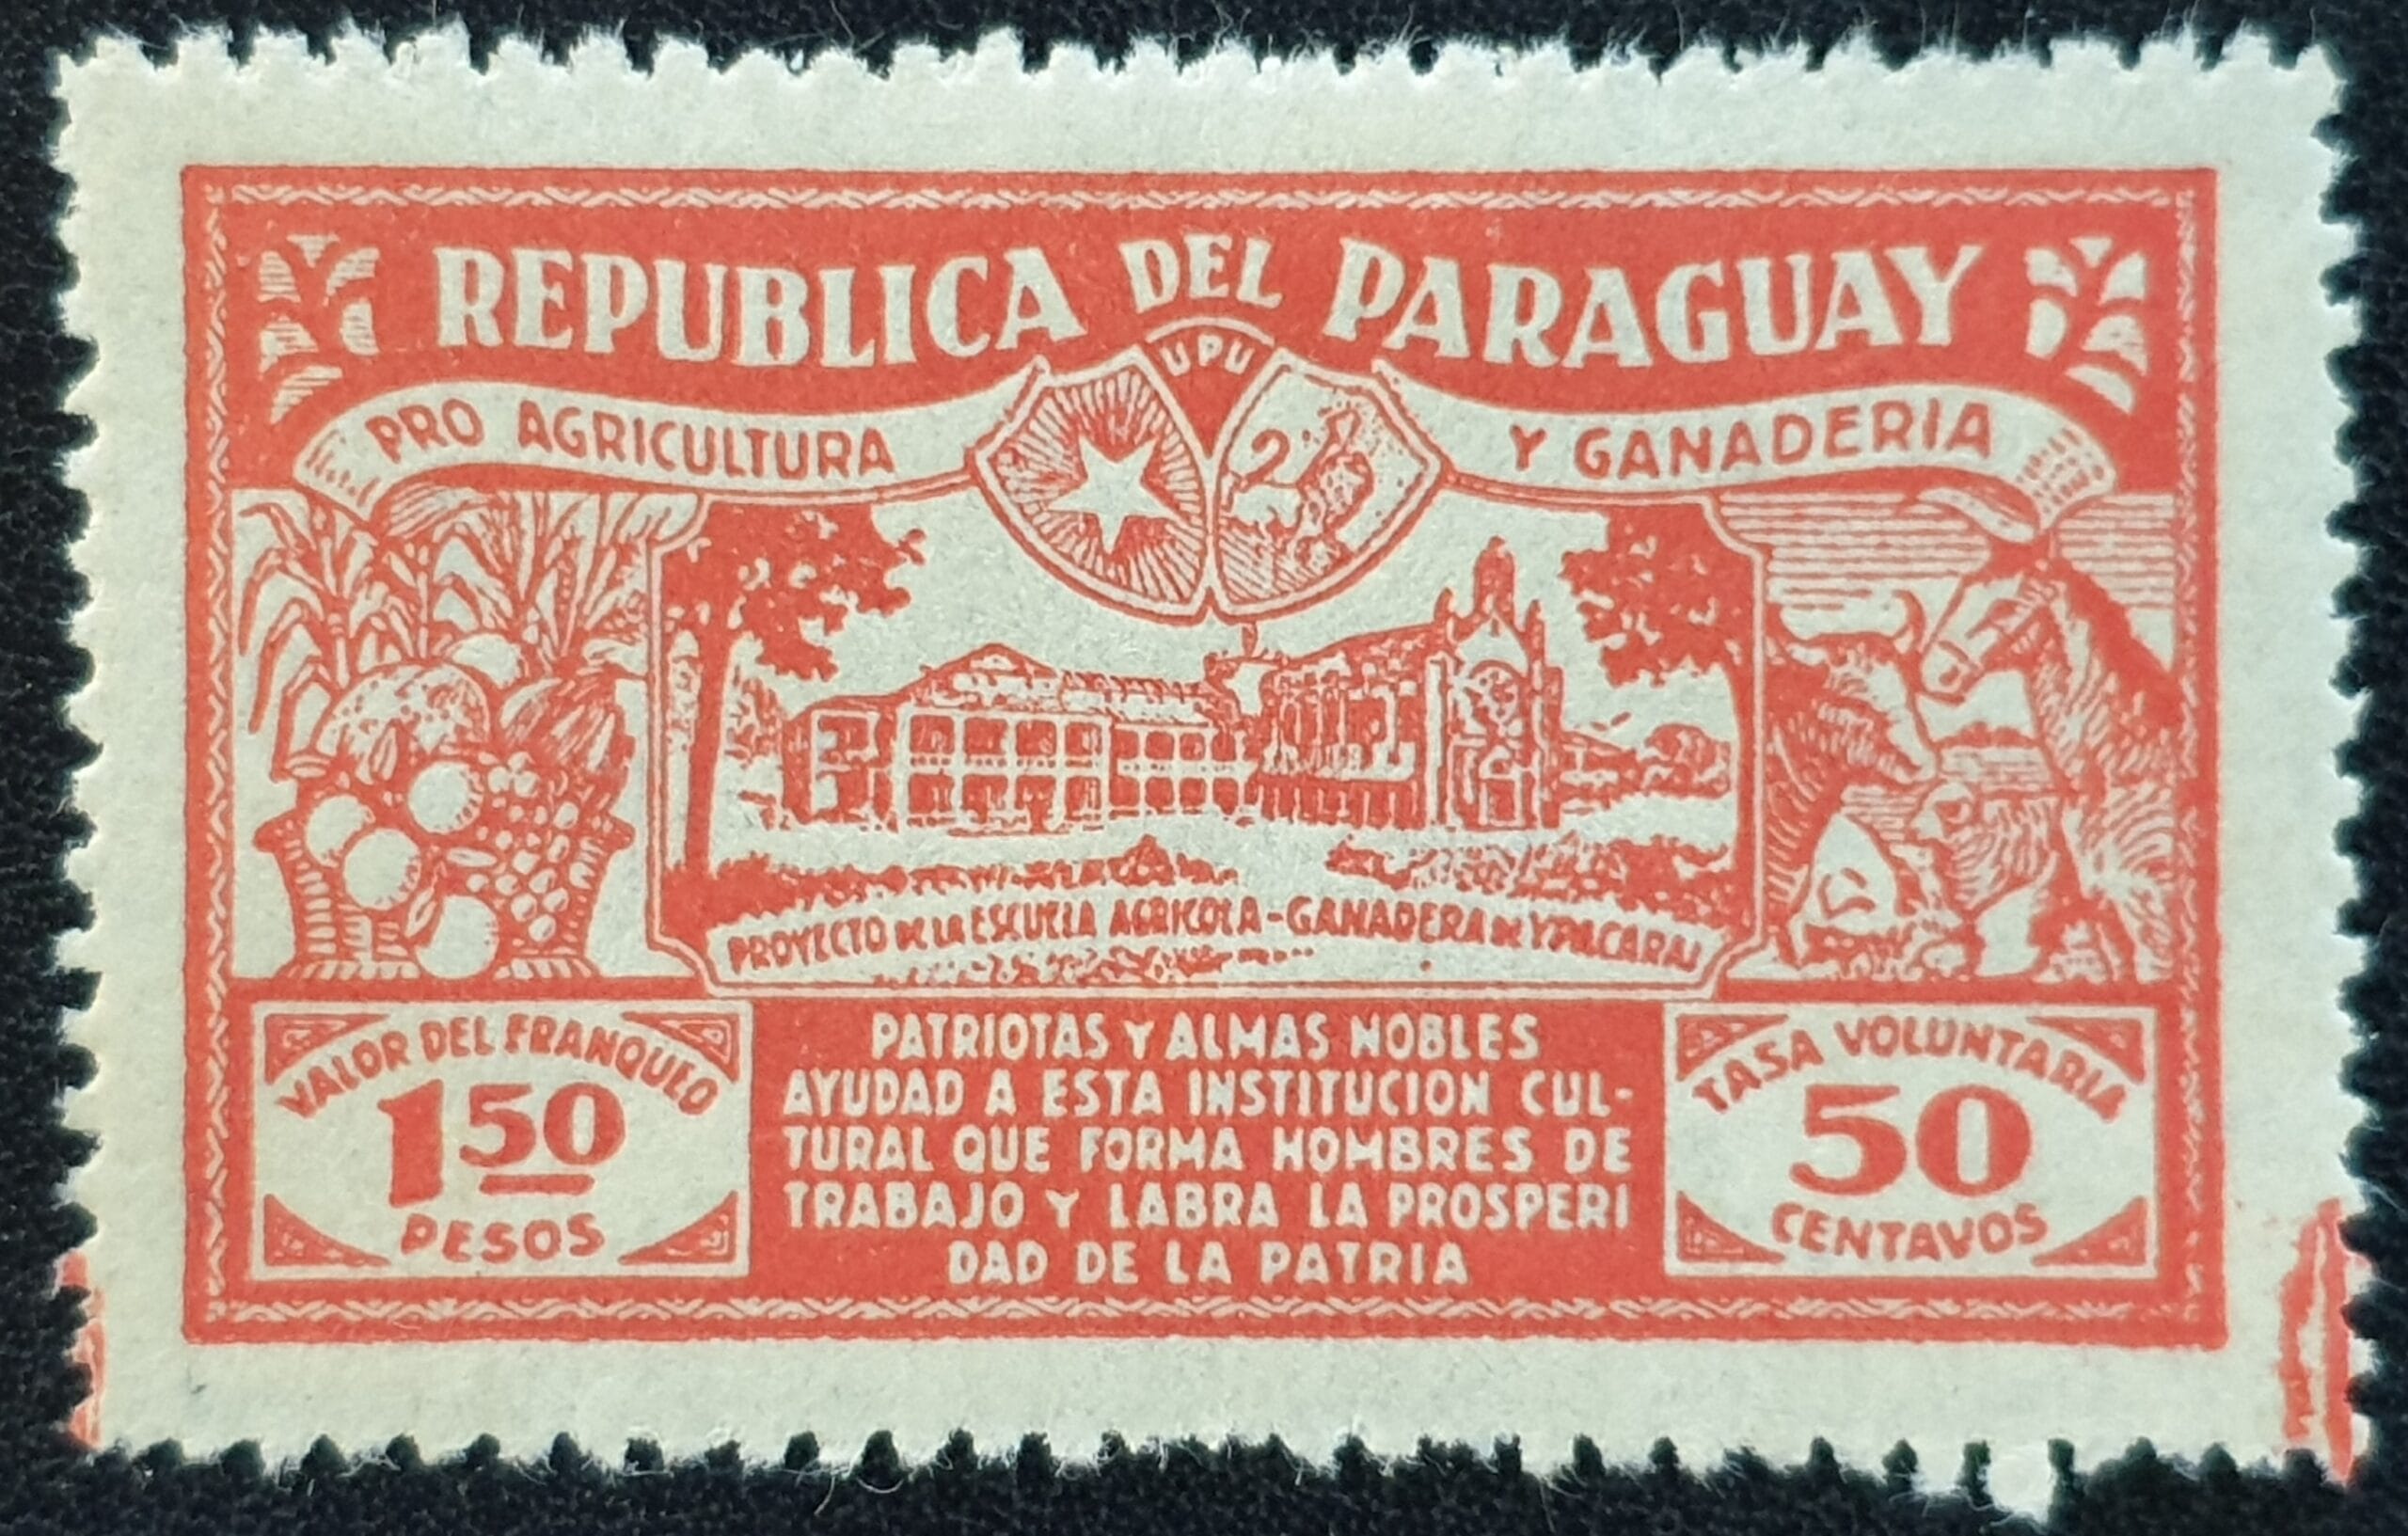 REPUBLICA DEL PARAGUAY
UPU
PRO AGRICULTURA Y GANADERIA
PROYECTO DE LA ESCUELA AGRICOLA-GANADERA DE YPACARAI
VALOR DEL FRANQUEO
1 50
PESOS
PATRIOTAS Y ALMAS NOBLES
AYUDAD A ESTA INSTITUCION CUL-
TURAL QUE FORMA HOMBRES DE
TRABAJO Y LABRA LA PROSPERI
DAD DE LA PATRIA
TASA VOLUNTARIA
50
CENTAVOS